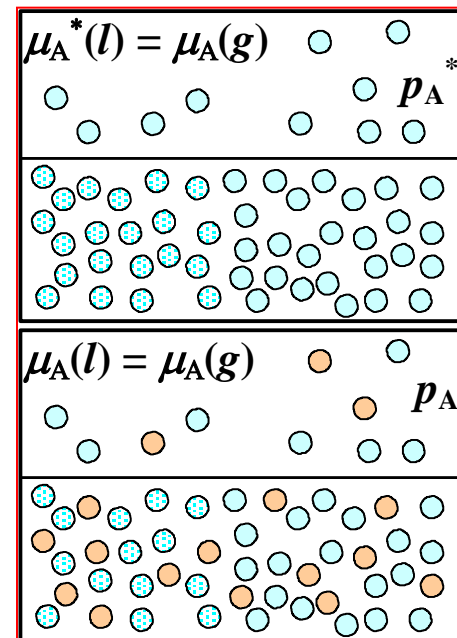 μA*(l) = μA(g)
pA*
μA(l) = μA(g)
pA